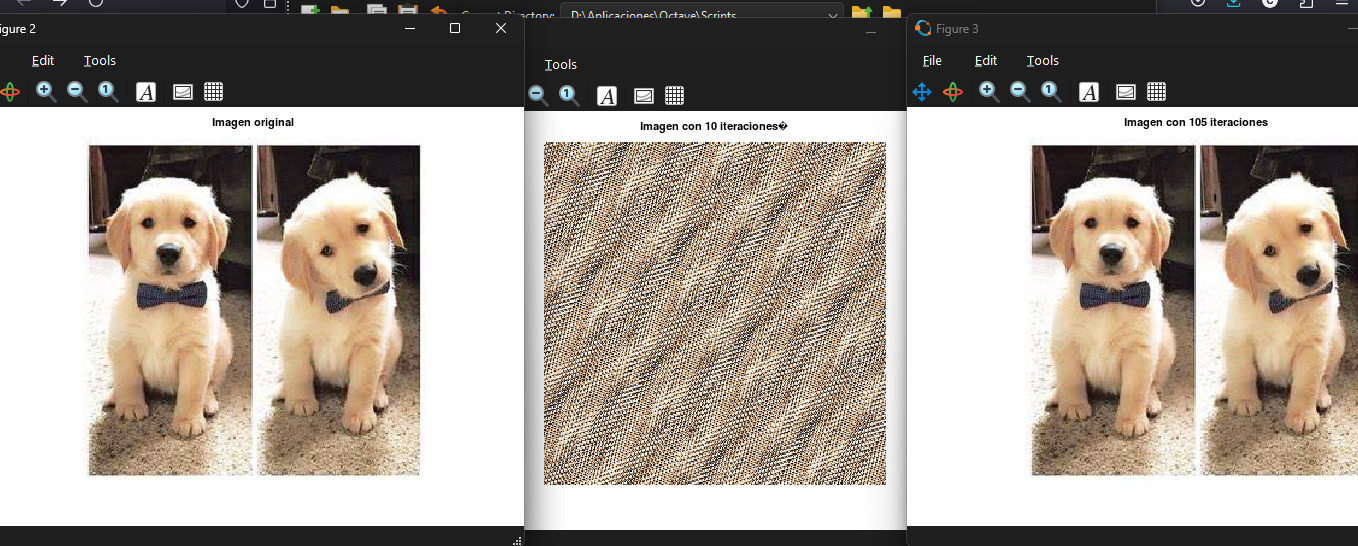 igure 2
Edit Tools
Imagen original
Directory: D:\Aplicaciones\Octave\Scripts
Tools
Imagen con 10 iteraciones�
Figure 3
File Edit Tools
Imagen con 105 iteraciones